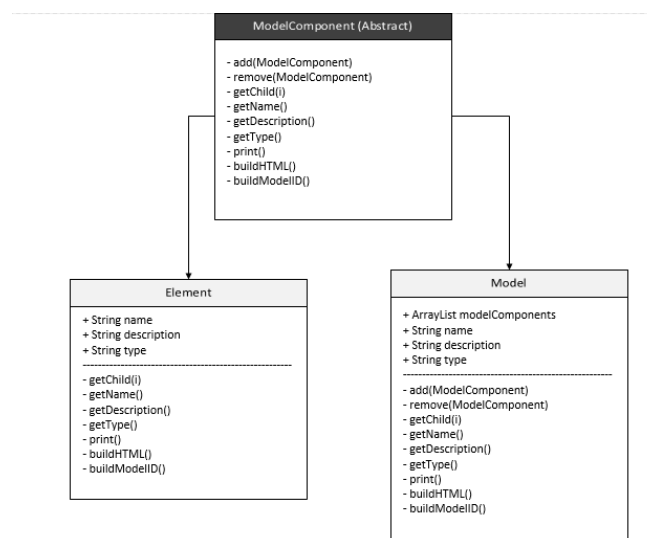 ModelComponent (Abstract)
- add(ModelComponent)
- remove(ModelComponent)
- getChild(i)
- getName()
- getDescription()
- getType()
- print()
- buildHTML()
- buildModelID()
Element
+ String name
+ String description
+ String type
- getChild(i)
- getName()
- getDescription()
- getType()
- print()
- buildHTML()
- buildModelID()
Model
+ ArrayList modelComponents
+ String name
+ String description
+ String type
- add(ModelComponent)
- remove(ModelComponent)
- getChild(i)
- getName()
- getDescription()
- getType()
- print()
- buildHTML()
- buildModelID()